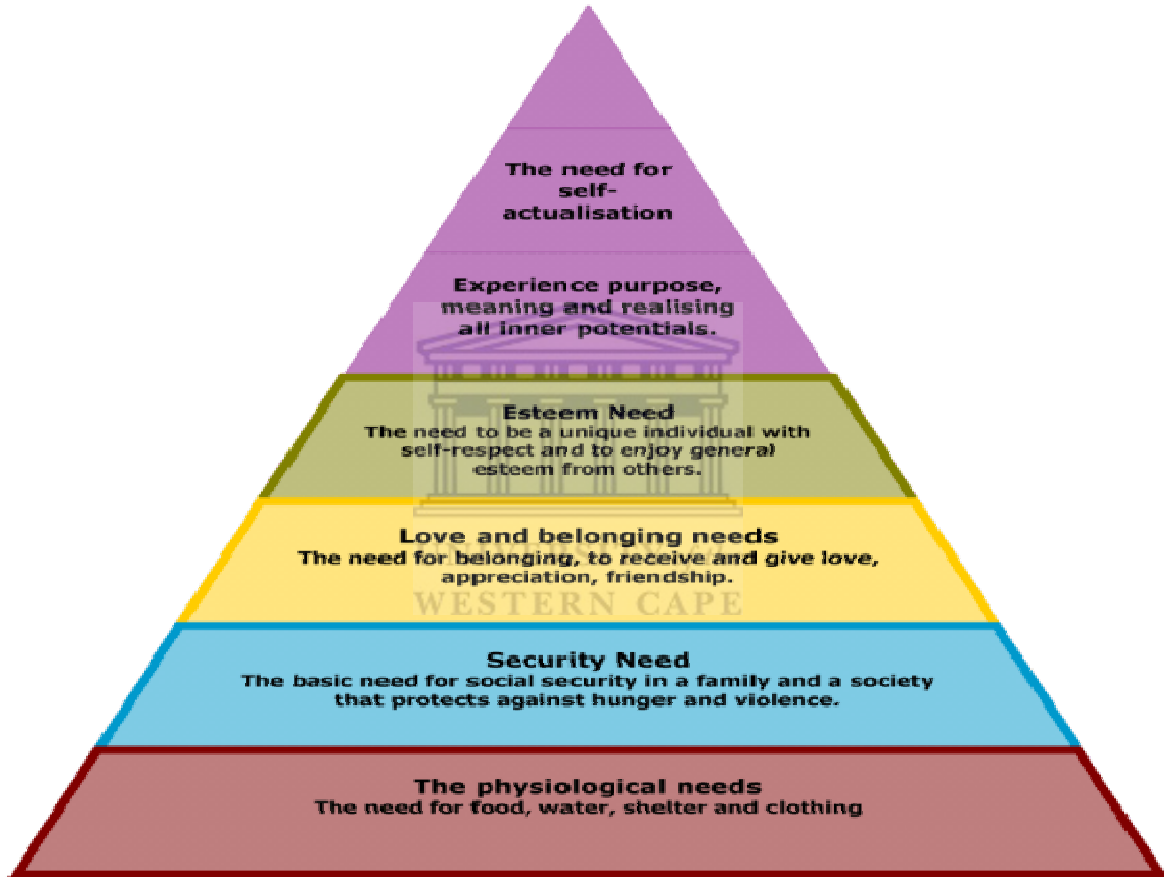 The need for
self-
actualisation
Experience purpose,
meaning and realising
all inner potentials.
Esteem Need
The need to be a unique individual with
self-respect and to enjoy general
esteem from others.
Love and belonging needs
The need for belonging, to receive and give love,
appreciation, friendship.
WESTERN CAPE
Security Need
The basic need for social security in a family and a society
that protects against hunger and violence.
The physiological needs
The need for food, water, shelter and clothing